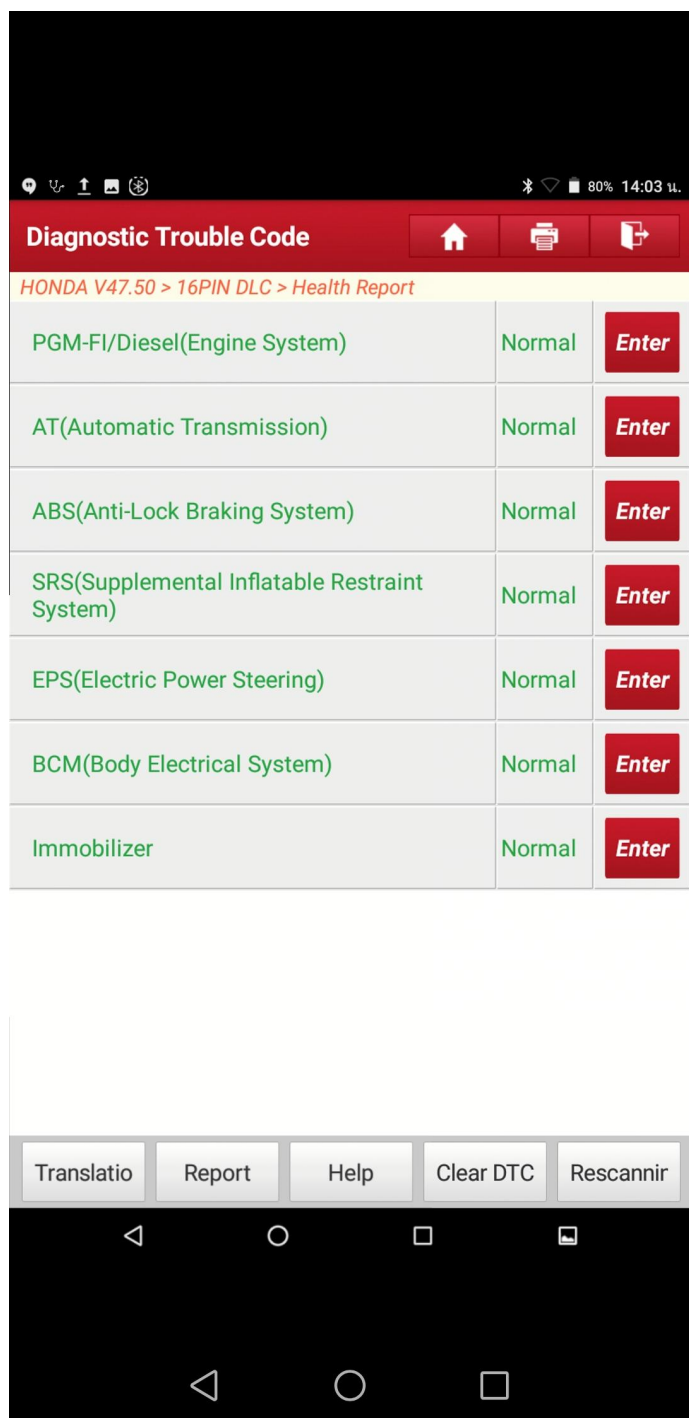 80% 14:03 น.
Diagnostic Trouble Code
HONDA V47.50 > 16PIN DLC > Health Report
PGM-FI/Diesel(Engine System) Normal Enter
AT(Automatic Transmission) Normal Enter
ABS(Anti-Lock Braking System) Normal Enter
SRS(Supplemental Inflatable Restraint
System) Normal Enter
EPS(Electric Power Steering) Normal Enter
BCM(Body Electrical System) Normal Enter
Immobilizer Normal Enter
Translatio Report Help Clear DTC Rescannir